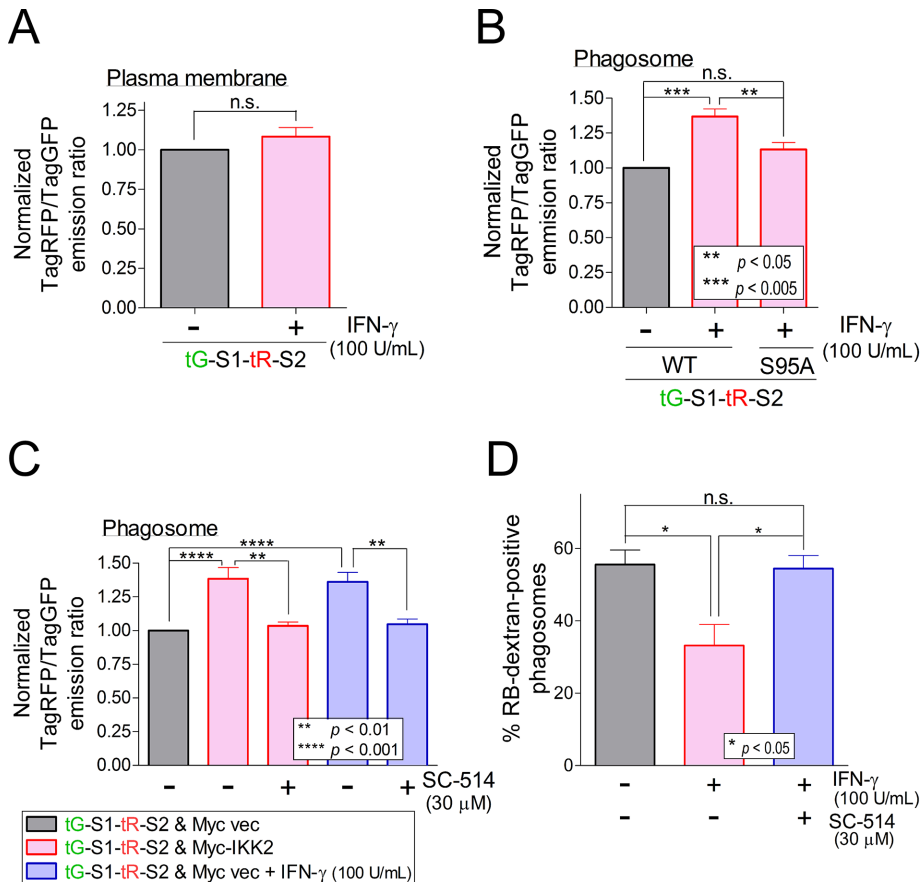 A
Plasma membrane
n.s.
Normalized
TagRFP/TagGFP
emission ratio
1.25
1.00
0.75
0.50
0.25
0.00
- + IFN-γ
(100 U/mL)
tG-S1-tR-S2
B
Phagosome
n.s.
*** **
Normalized
TagRFP/TagGFP
emmision ratio
1.50
1.25
1.00
0.75
0.50
0.25
0.00
** p < 0.05
*** p < 0.005
- + + IFN-γ
(100 U/mL)
WT S95A
tG-S1-tR-S2
C
Phagosome
****
**** ** **
Normalized
TagRFP/TagGFP
emission ratio
1.50
1.25
1.00
0.75
0.50
0.25
0.00
** p < 0.01
**** p < 0.001
- - + - + SC-514
(30 μM)
tG-S1-tR-S2 & Myc vec
tG-S1-tR-S2 & Myc-IKK2
tG-S1-tR-S2 & Myc vec + IFN-γ (100 U/mL)
D
n.s.
* *
% RB-dextran-positive
phagosomes
60
40
20
0
* p < 0.05
- + + IFN-γ
(100 U/mL)
- - + SC-514
(30 μM)